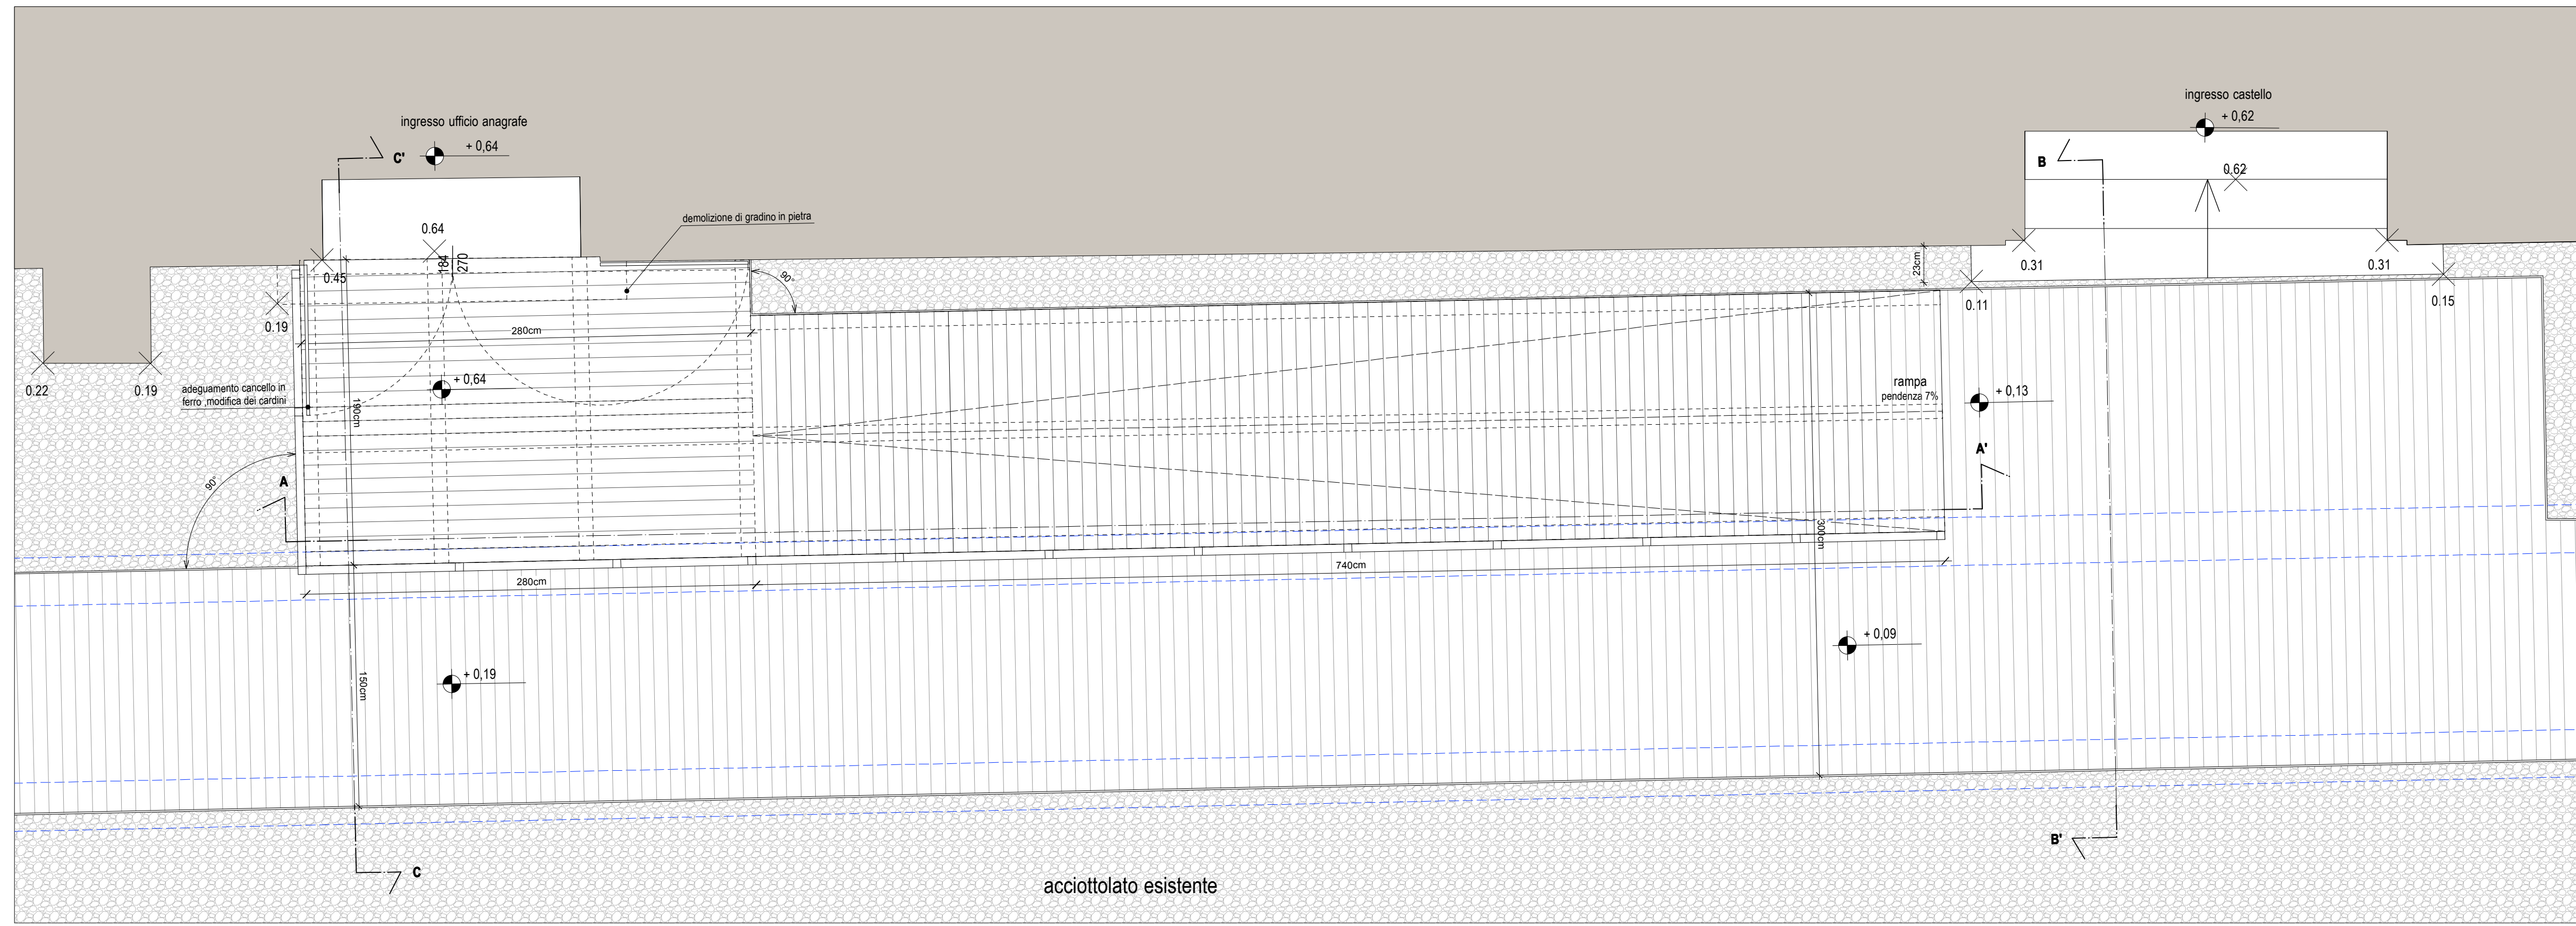 ingresso castello
+ 0,62
ingresso ufficio anagrafe
+ 0,64
C'
B
0.62
demolizione di gradino in pietra
0.64
184
270
0.45
90°
23cm
0.31
0.31
0.19
0.11
0.15
280cm
0.22
0.19
adeguamento cancello in
ferro ,modifica dei cardini
+ 0,64
190cm
rampa
pendenza 7%
+ 0,13
A'
90°
A
300cm
280cm
740cm
+ 0,09
+ 0,19
150cm
B'
C
acciottolato esistente